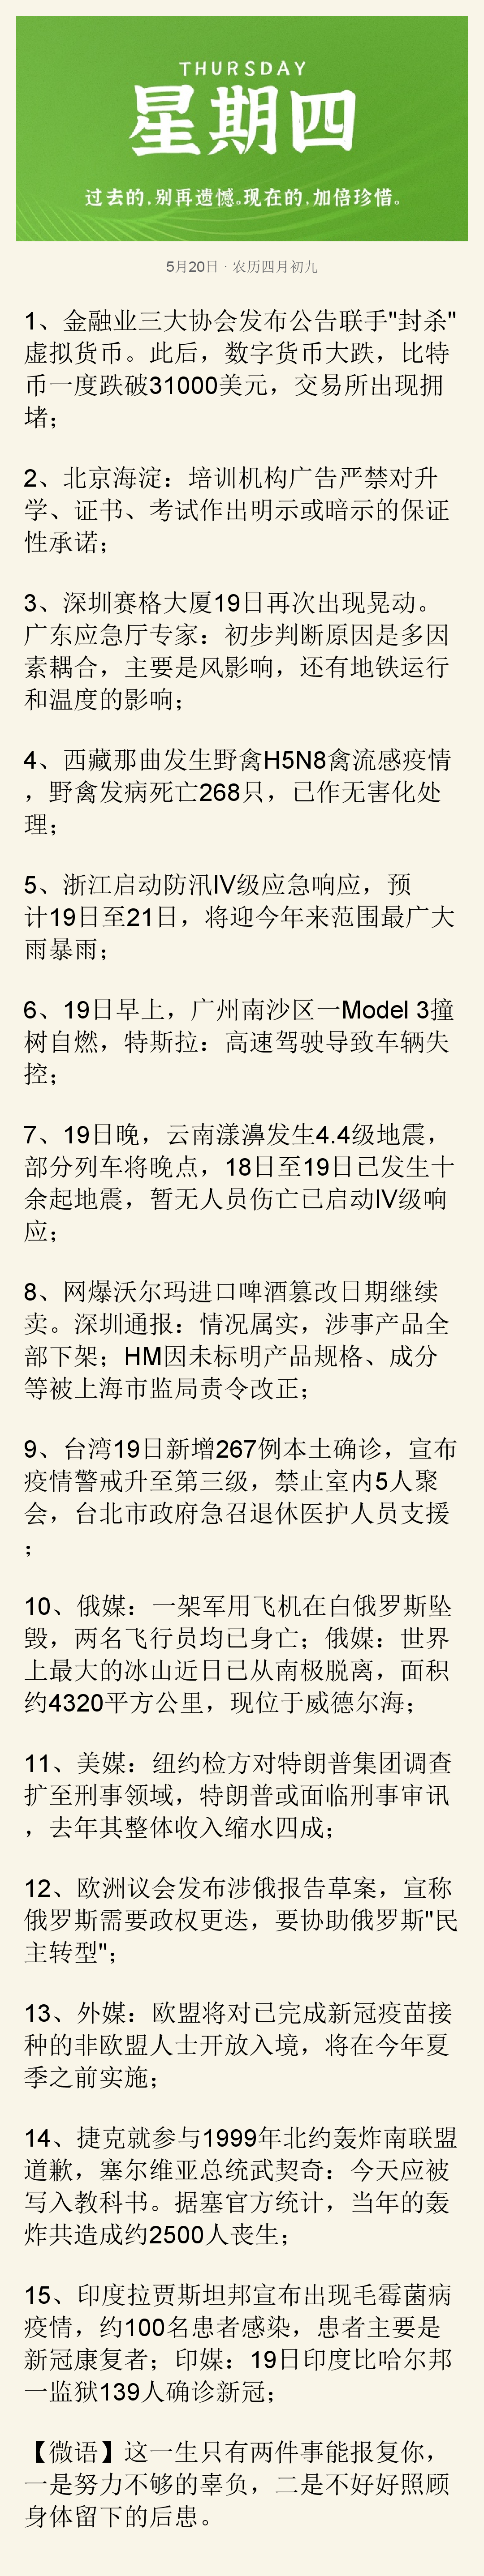 THURSDAY
星期四
过去的,别再遗憾。现在的,加倍珍惜。
5月20日 · 农历四月初九
1、金融业三大协会发布公告联手"封杀"
虚拟货币。此后，数字货币大跌，比特
币一度跌破31000美元，交易所出现拥
堵；
2、北京海淀：培训机构广告严禁对升
学、证书、考试作出明示或暗示的保证
性承诺；
3、深圳赛格大厦19日再次出现晃动。
广东应急厅专家：初步判断原因是多因
素耦合，主要是风影响，还有地铁运行
和温度的影响；
4、西藏那曲发生野禽H5N8禽流感疫情
，野禽发病死亡268只，已作无害化处
理；
5、浙江启动防汛IV级应急响应，预
计19日至21日，将迎今年来范围最广大
雨暴雨；
6、19日早上，广州南沙区一Model 3撞
树自燃，特斯拉：高速驾驶导致车辆失
控；
7、19日晚，云南漾濞发生4.4级地震，
部分列车将晚点，18日至19日已发生十
余起地震，暂无人员伤亡已启动IV级响
应；
8、网爆沃尔玛进口啤酒篡改日期继续
卖。深圳通报：情况属实，涉事产品全
部下架；HM因未标明产品规格、成分
等被上海市监局责令改正；
9、台湾19日新增267例本土确诊，宣布
疫情警戒升至第三级，禁止室内5人聚
会，台北市政府急召退休医护人员支援
；
10、俄媒：一架军用飞机在白俄罗斯坠
毁，两名飞行员均已身亡；俄媒：世界
上最大的冰山近日已从南极脱离，面积
约4320平方公里，现位于威德尔海；
11、美媒：纽约检方对特朗普集团调查
扩至刑事领域，特朗普或面临刑事审讯
，去年其整体收入缩水四成；
12、欧洲议会发布涉俄报告草案，宣称
俄罗斯需要政权更迭，要协助俄罗斯"民
主转型"；
13、外媒：欧盟将对已完成新冠疫苗接
种的非欧盟人士开放入境，将在今年夏
季之前实施；
14、捷克就参与1999年北约轰炸南联盟
道歉，塞尔维亚总统武契奇：今天应被
写入教科书。据塞官方统计，当年的轰
炸共造成约2500人丧生；
15、印度拉贾斯坦邦宣布出现毛霉菌病
疫情，约100名患者感染，患者主要是
新冠康复者；印媒：19日印度比哈尔邦
一监狱139人确诊新冠；
【微语】这一生只有两件事能报复你，
一是努力不够的辜负，二是不好好照顾
身体留下的后患。